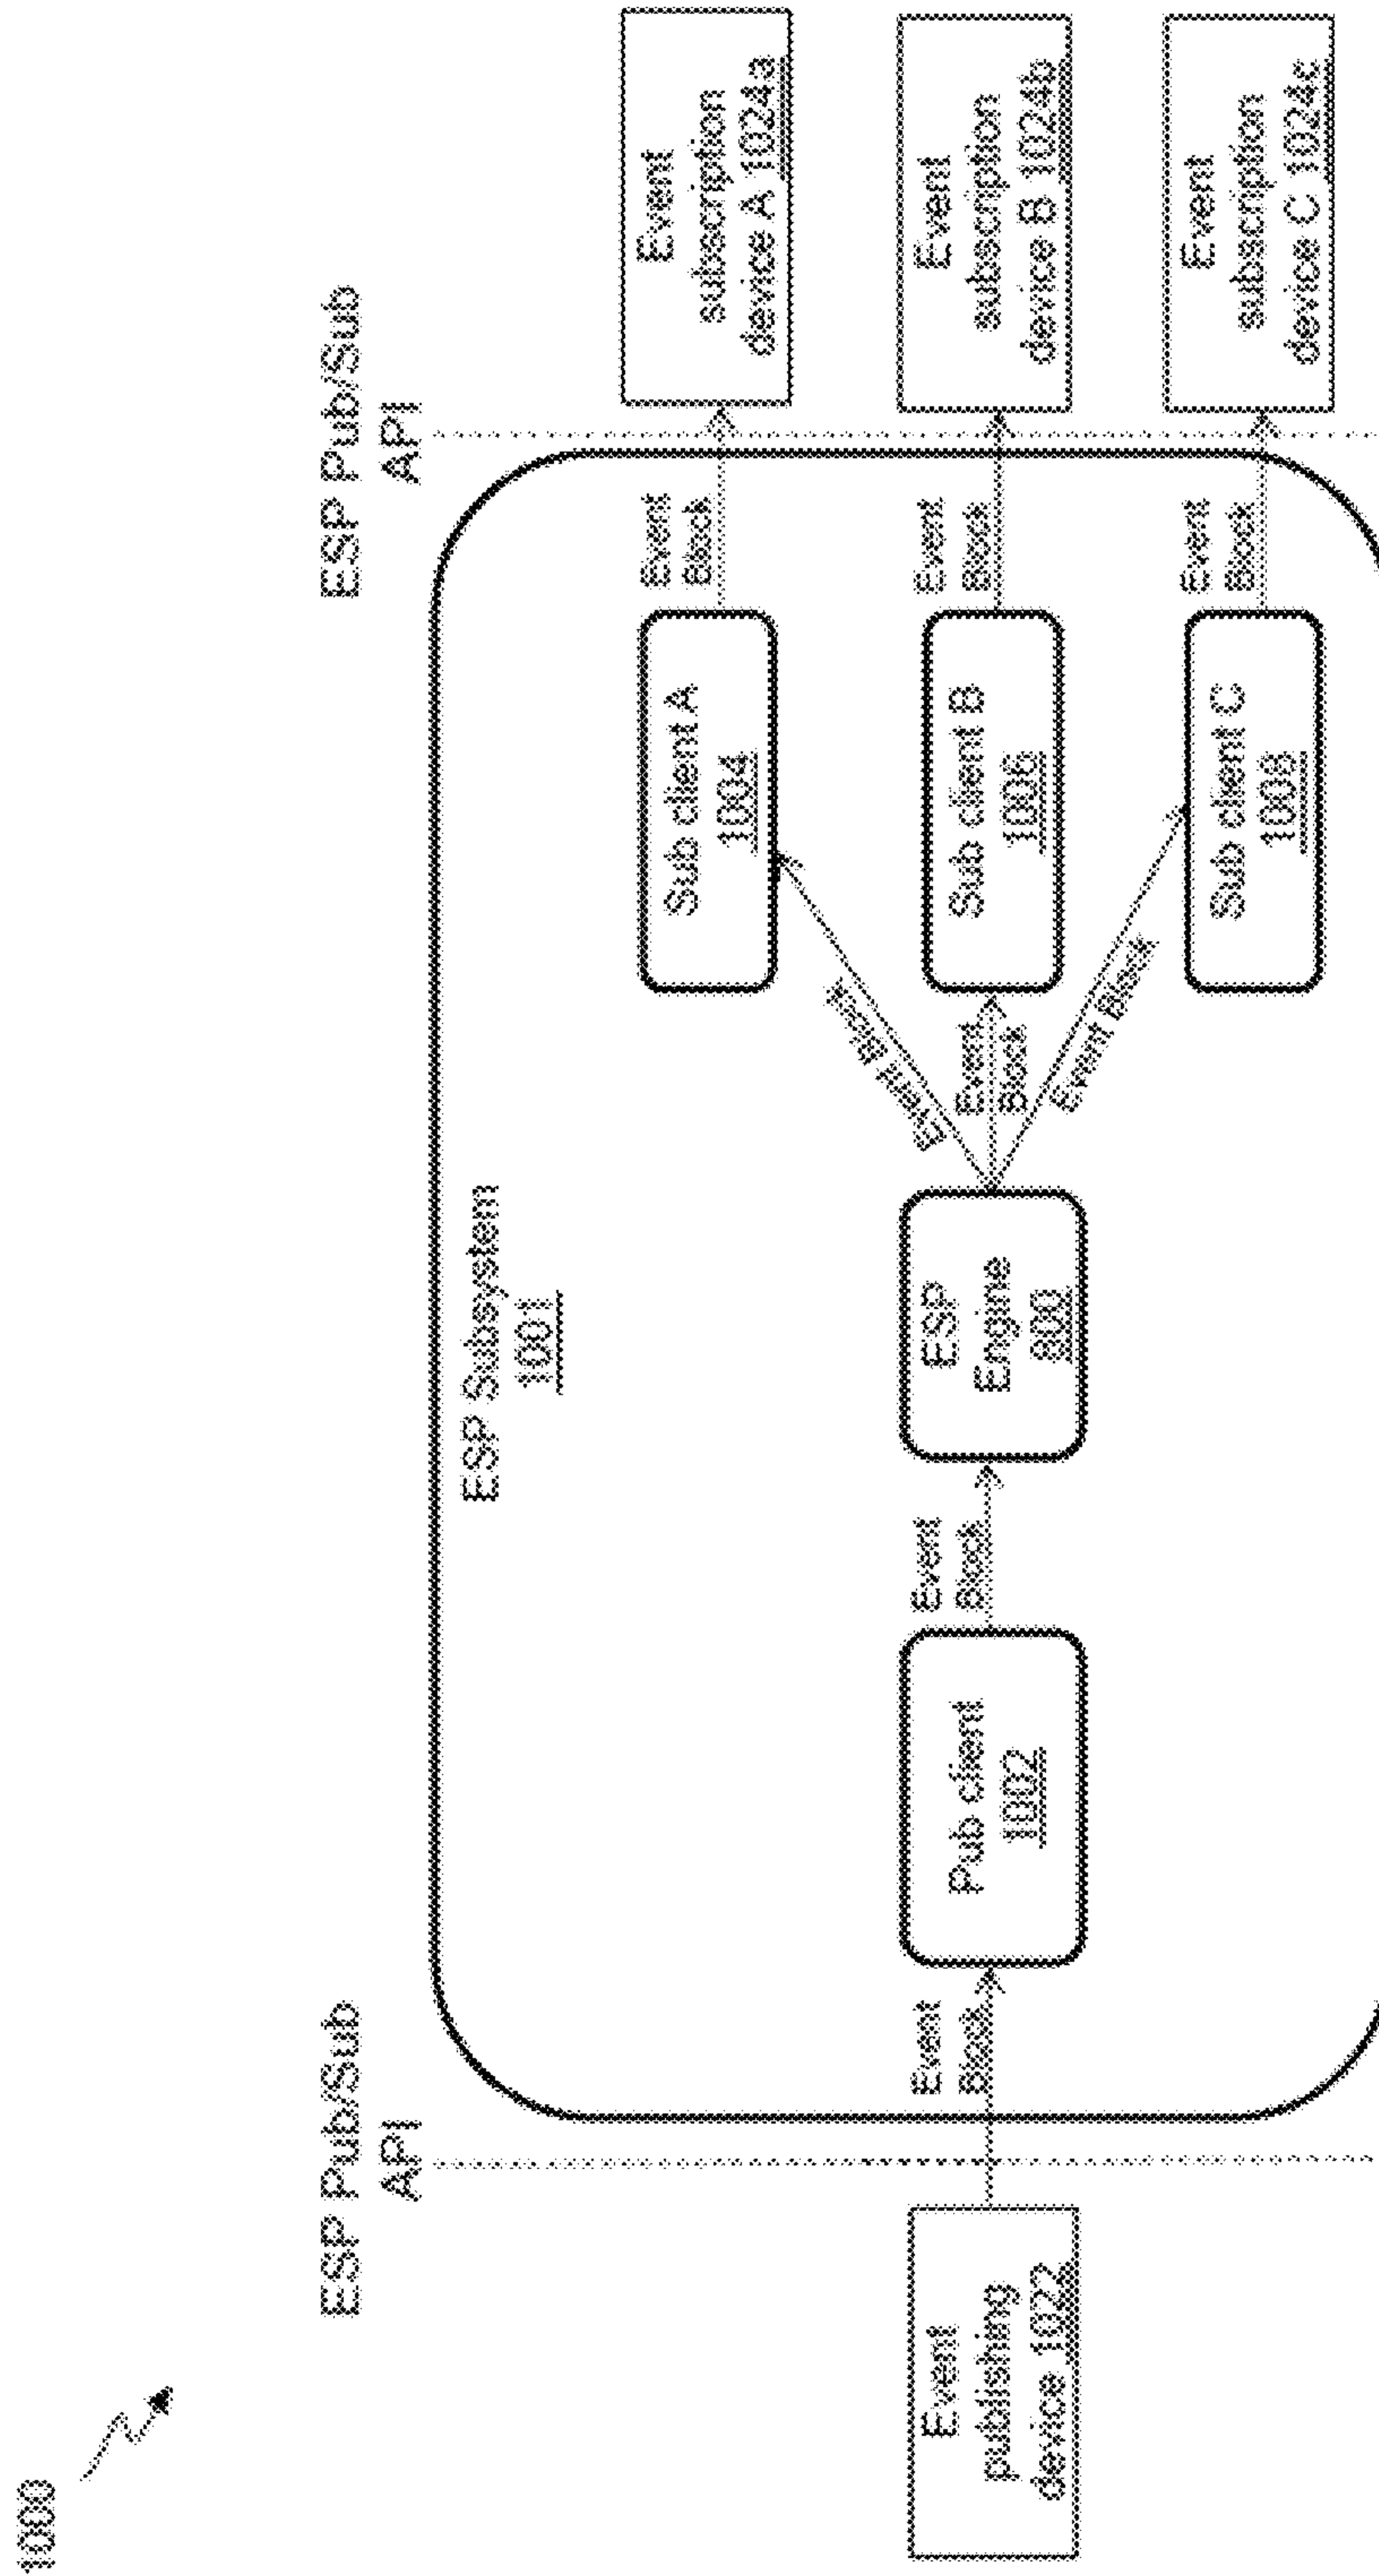 1000
ESP Pub/Sub
API
ESP Pub/Sub
API
ESP Subsystem
1001
Event
publishing
device 1022
Event
Block
Pub client
1002
Event
Block
ESP
Engine
800
Event Block
Event
Block
Event Block
Sub client A
1004
Sub client B
1006
Sub client C
1008
Event
Block
Event
Block
Event
Block
Event
subscription
device A 1024a
Event
subscription
device B 1024b
Event
subscription
device C 1024c